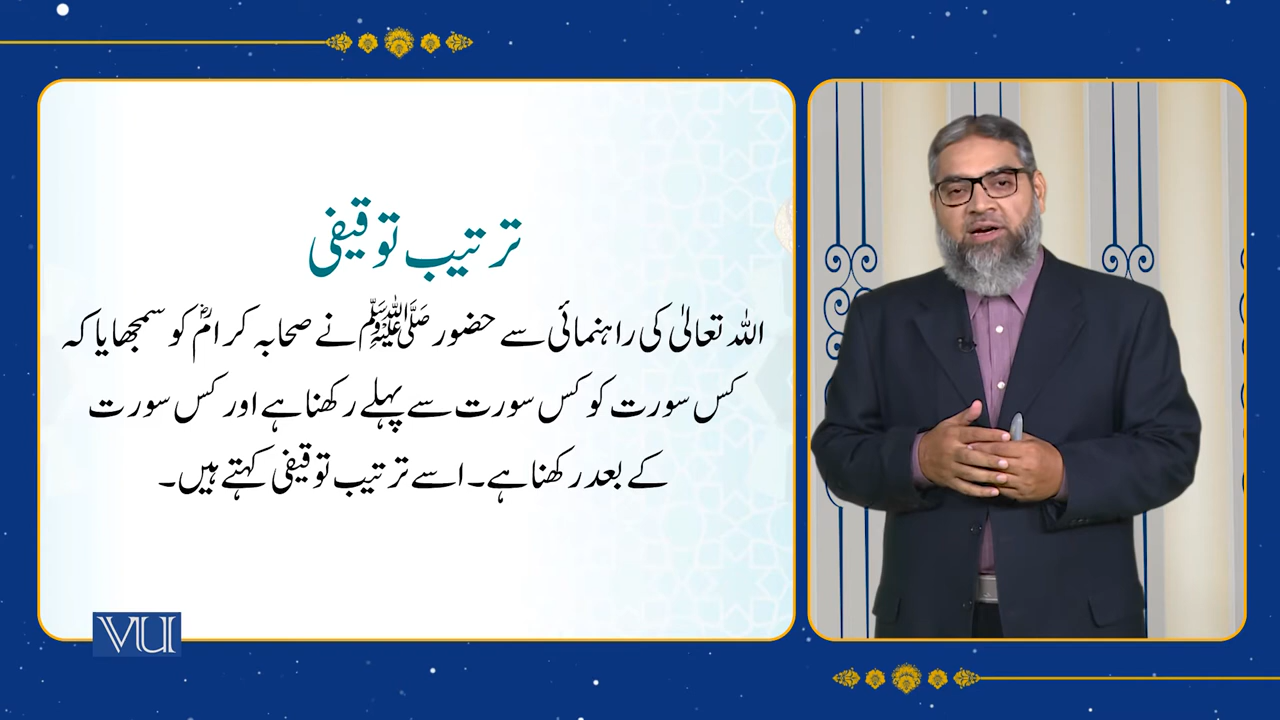 ترتیب توقیفی
اللہ تعالیٰ کی راہنمائی سے حضور ﷺ نے صحابہ کرامؓ کو سمجھایا کہ
کس سورت کو کس سورت سے پہلے رکھنا ہے اور کس سورت
کے بعد رکھنا ہے۔ اسے ترتیب توقیفی کہتے ہیں۔
VU